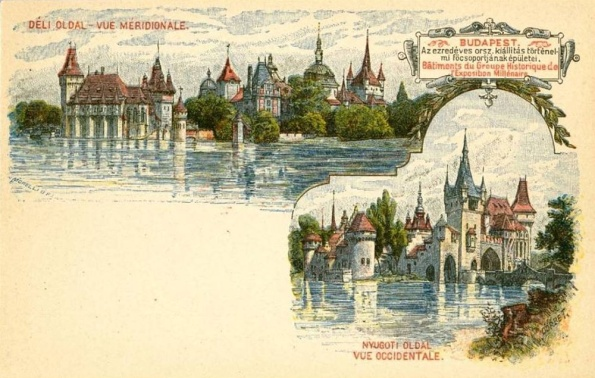 DÉLI OLDAL – VUE MÉRIDIONALE.
BUDAPEST.
Az ezredéves orsz. kiállítás történel-
mi főcsoportjának épületei.
Bâtiments du Groupe Historique de
l'Exposition Millénaire.
NYUGOTI OLDAL
VUE OCCIDENTALE.